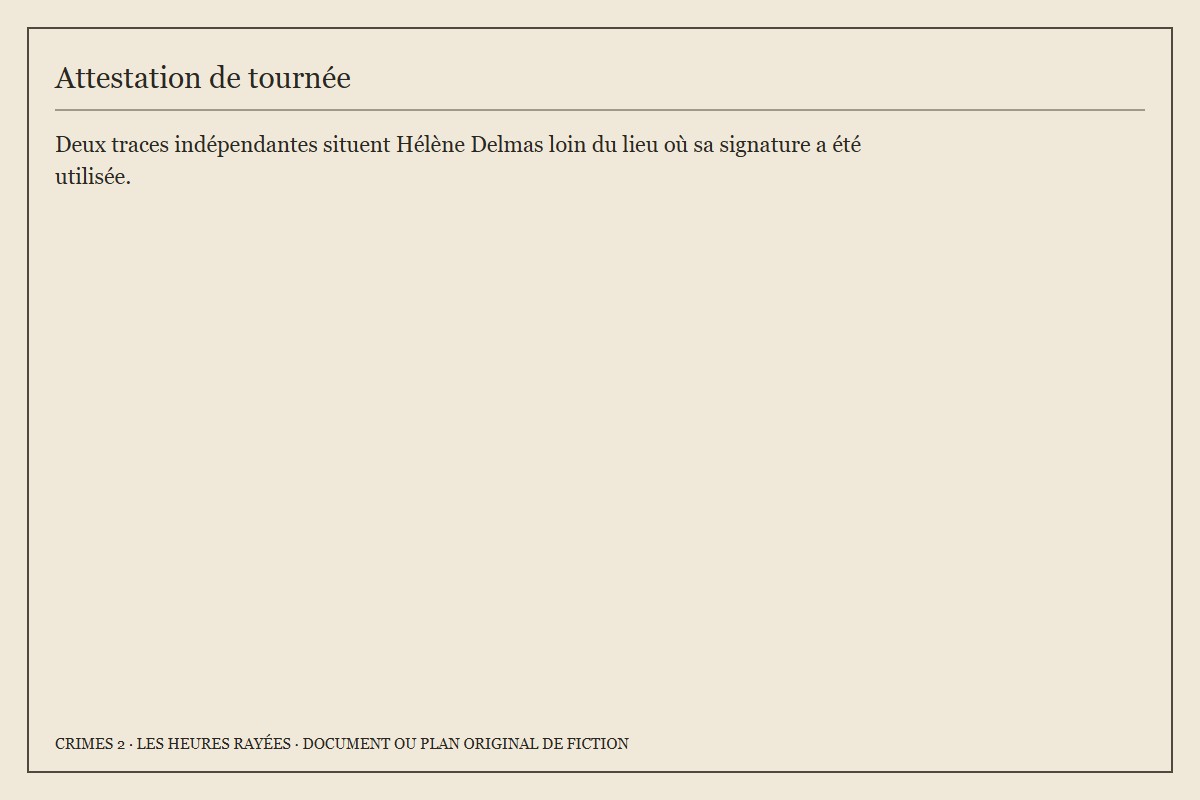 Attestation de tournée
Deux traces indépendantes situent Hélène Delmas loin du lieu où sa signature a été
utilisée.
CRIMES 2 · LES HEURES RAYÉES · DOCUMENT OU PLAN ORIGINAL DE FICTION